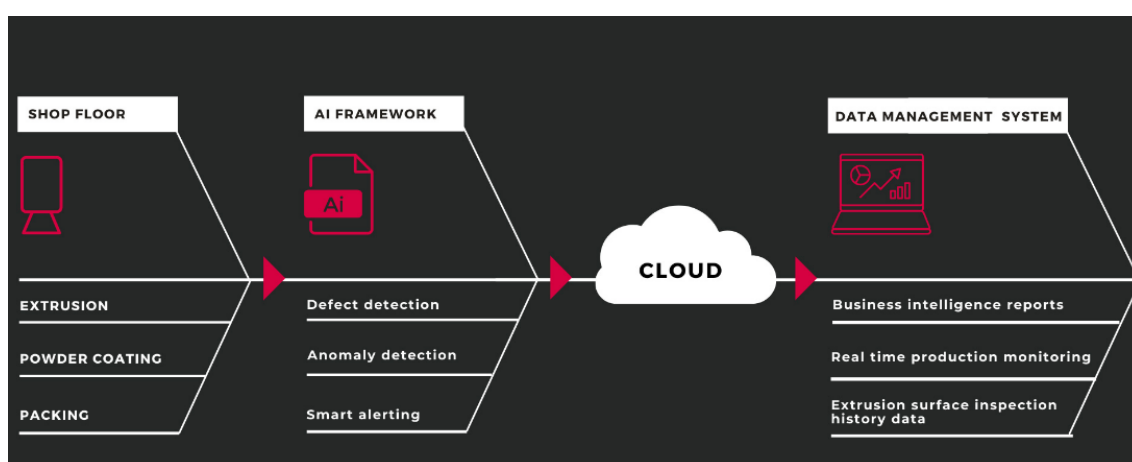 SHOP FLOOR
AI FRAMEWORK
DATA MANAGEMENT SYSTEM
Ai
CLOUD
EXTRUSION
POWDER COATING
PACKING
Defect detection
Anomaly detection
Smart alerting
Business intelligence reports
Real time production monitoring
Extrusion surface inspection
history data